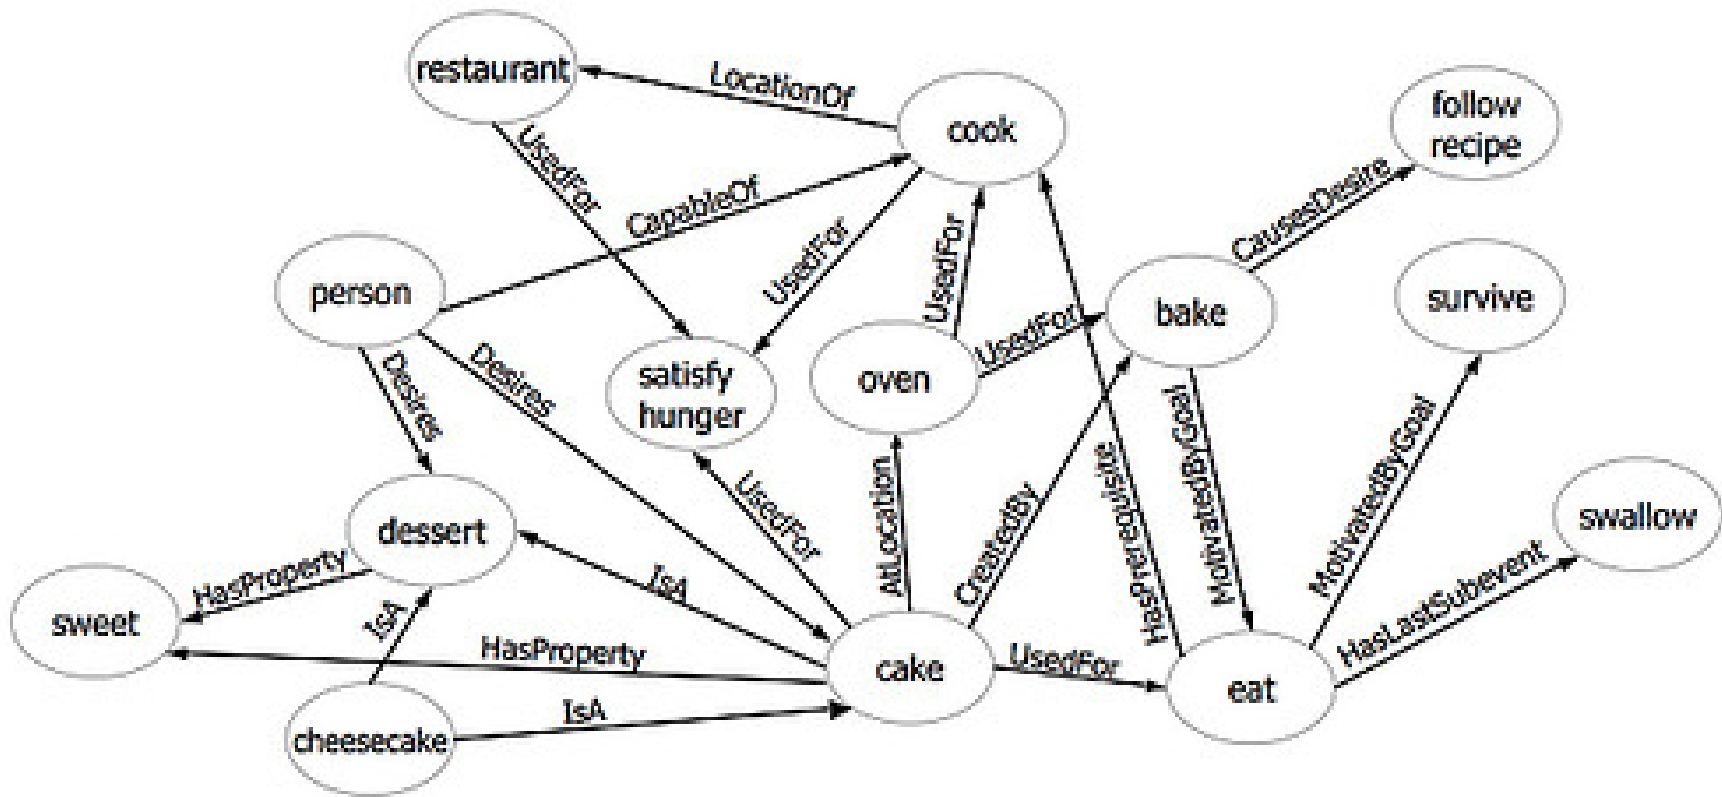 restaurant
LocationOf
cook
follow
recipe
UsedFor
CapableOf
UsedFor
UsedFor
CausesDesire
person
bake
survive
Desires
Desires
satisfy
hunger
oven
UsedFor
MotivatedByGoal
MotivatedByGoal
dessert
UsedFor
AtLocation
CreatedBy
HasPrerequisite
swallow
HasProperty
IsA
IsA
HasLastSubevent
sweet
HasProperty
cake
UsedFor
eat
cheesecake
IsA